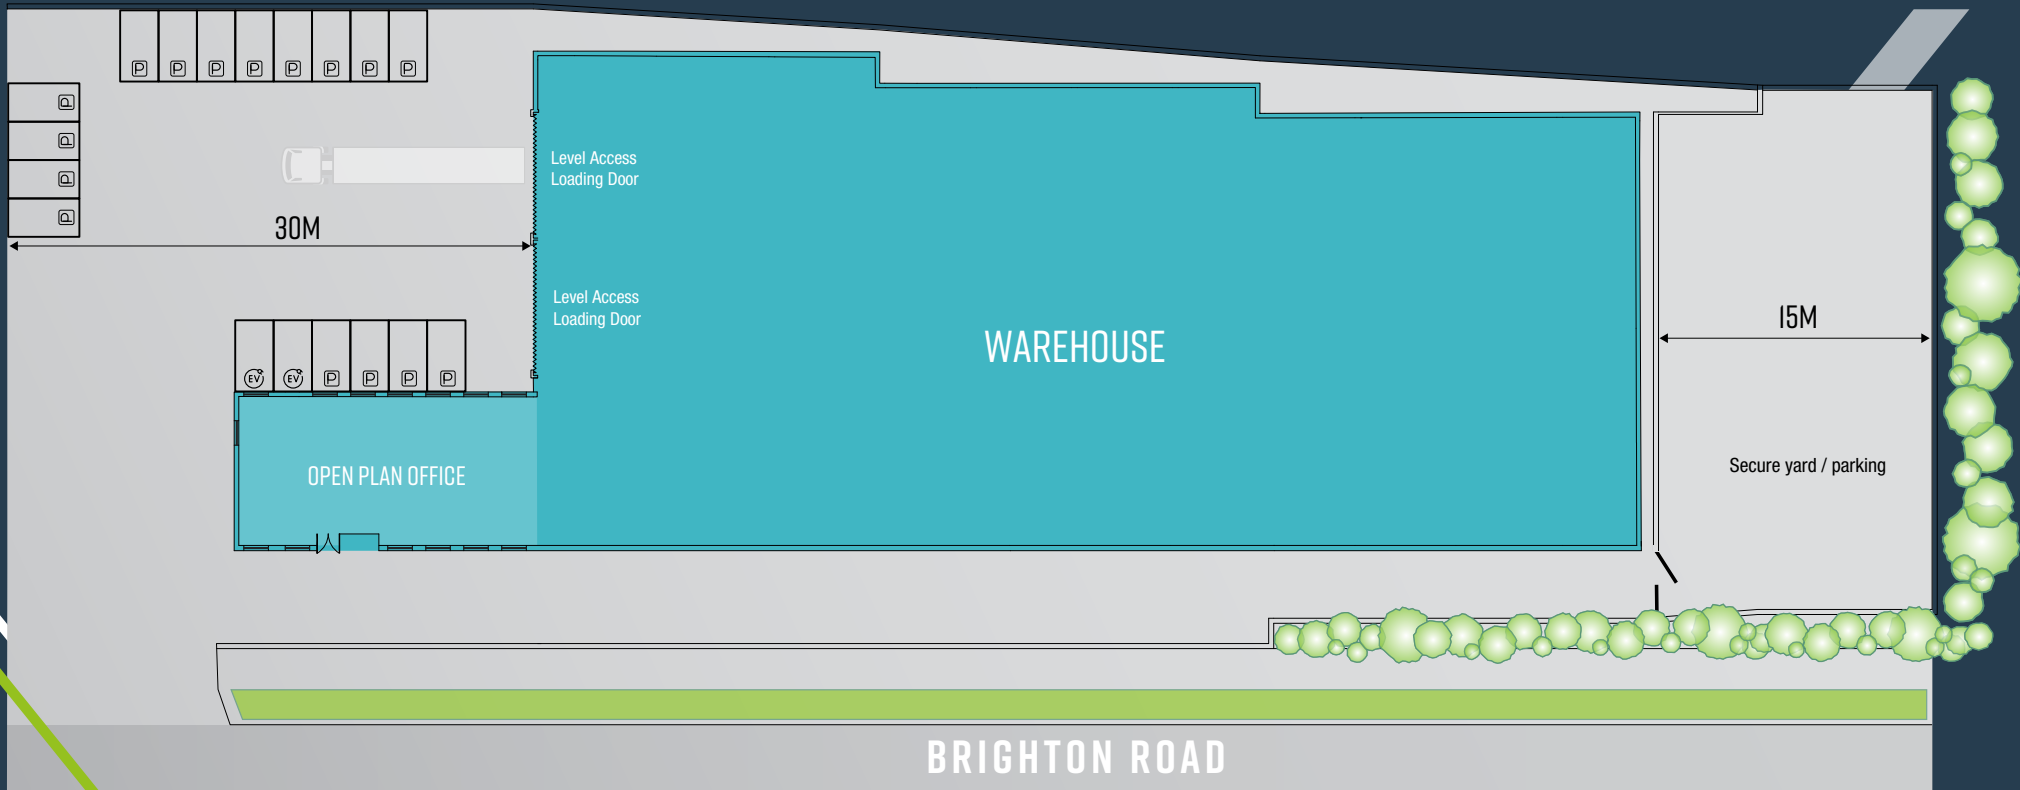 P P P P P P P P
P
P
P
P
Level Access
Loading Door
30M
Level Access
Loading Door
WAREHOUSE
15M
EV EV P P P P
OPEN PLAN OFFICE
Secure yard / parking
BRIGHTON ROAD